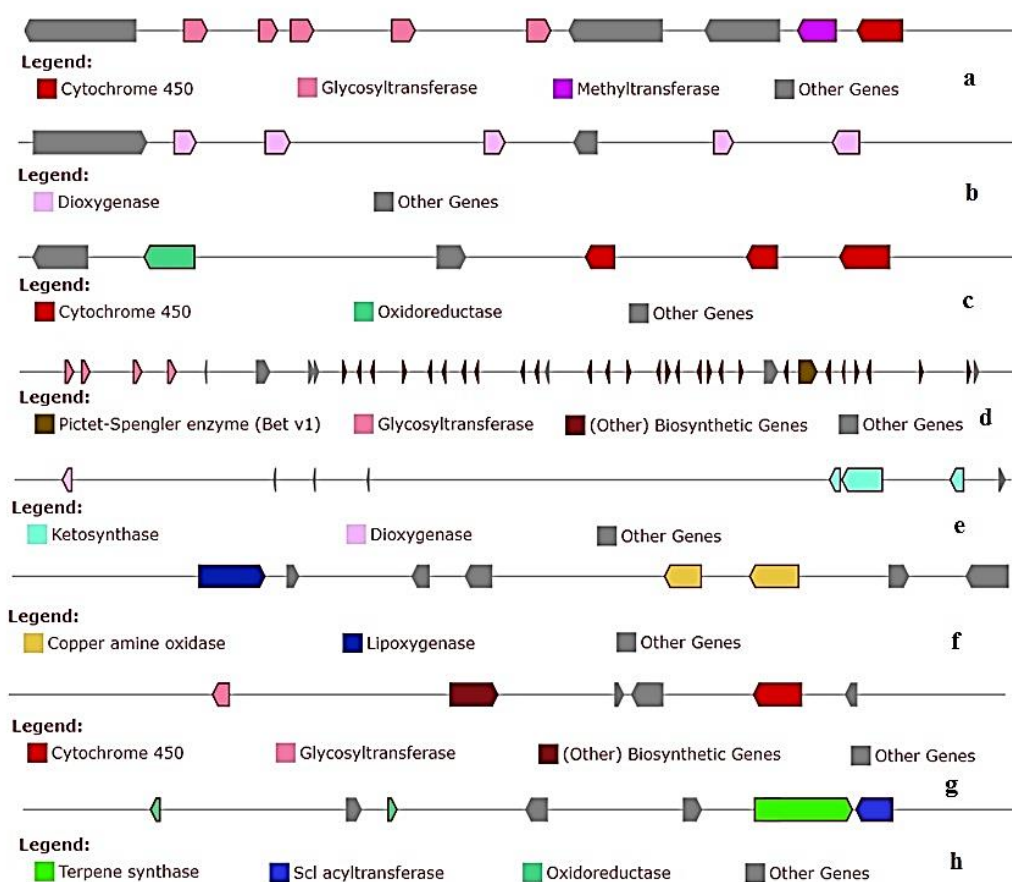 Legend:
Cytochrome 450 Glycosyltransferase Methyltransferase Other Genes a
Legend:
Dioxygenase Other Genes b
Legend:
Cytochrome 450 Oxidoreductase Other Genes c
Legend:
Pictet-Spengler enzyme (Bet v1) Glycosyltransferase (Other) Biosynthetic Genes Other Genes d
Legend:
Ketosynthase Dioxygenase Other Genes e
Legend:
Copper amine oxidase Lipoxygenase Other Genes f
Legend:
Cytochrome 450 Glycosyltransferase (Other) Biosynthetic Genes Other Genes g
Legend:
Terpene synthase Scl acyltransferase Oxidoreductase Other Genes h